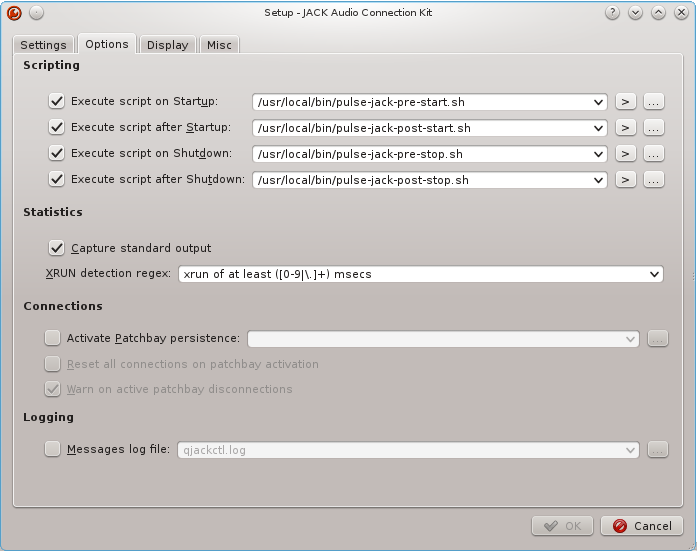 Setup - JACK Audio Connection Kit
Settings Options Display Misc
Scripting
Execute script on Startup: /usr/local/bin/pulse-jack-pre-start.sh > ...
Execute script after Startup: /usr/local/bin/pulse-jack-post-start.sh > ...
Execute script on Shutdown: /usr/local/bin/pulse-jack-pre-stop.sh > ...
Execute script after Shutdown: /usr/local/bin/pulse-jack-post-stop.sh > ...
Statistics
Capture standard output
XRUN detection regex: xrun of at least ([0-9|\.]+) msecs
Connections
Activate Patchbay persistence: ...
Reset all connections on patchbay activation
Warn on active patchbay disconnections
Logging
Messages log file: qjackctl.log ...
OK Cancel